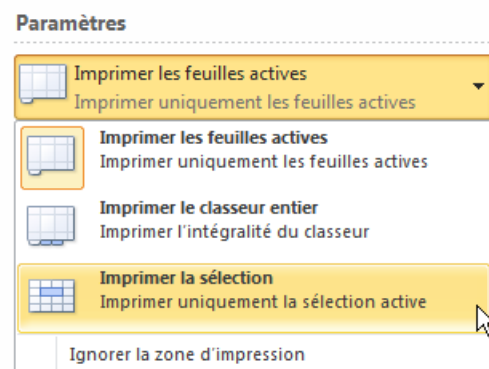 Paramètres
Imprimer les feuilles actives
Imprimer uniquement les feuilles actives
Imprimer les feuilles actives
Imprimer uniquement les feuilles actives
Imprimer le classeur entier
Imprimer l'intégralité du classeur
Imprimer la sélection
Imprimer uniquement la sélection active
Ignorer la zone d'impression